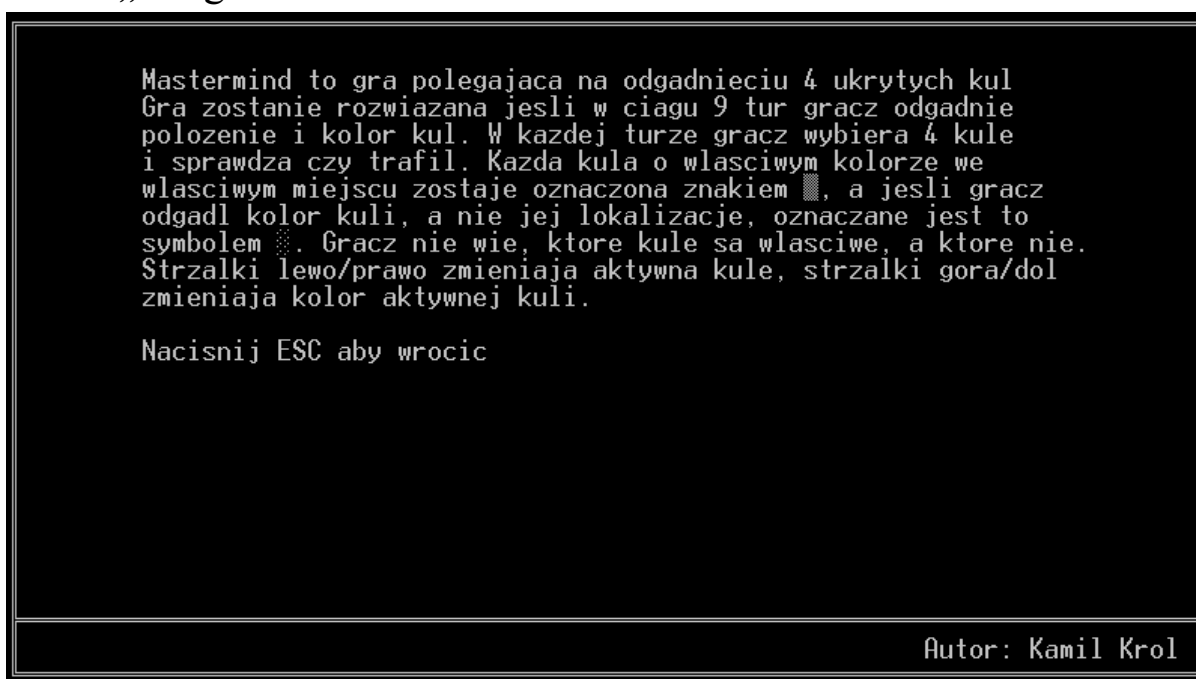 Mastermind to gra polegajaca na odgadnieciu 4 ukrytych kul
Gra zostanie rozwiazana jesli w ciagu 9 tur gracz odgadnie
polozenie i kolor kul. W kazdej turze gracz wybiera 4 kule
i sprawdza czy trafil. Kazda kula o wlasciwym kolorze we
wlasciwym miejscu zostaje oznaczona znakiem ▒, a jesli gracz
odgadl kolor kuli, a nie jej lokalizacje, oznaczane jest to
symbolem ░. Gracz nie wie, ktore kule sa wlasciwe, a ktore nie.
Strzalki lewo/prawo zmieniaja aktywna kule, strzalki gora/dol
zmieniaja kolor aktywnej kuli.
Nacisnij ESC aby wrocic
Autor: Kamil Krol